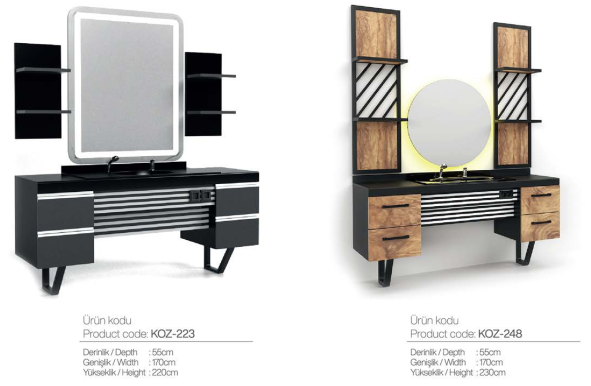 Ürün kodu
Product code: KOZ-223
Derinlik / Depth : 55cm
Genişlik / Width : 170cm
Yükseklik / Height : 220cm
Ürün kodu
Product code: KOZ-248
Derinlik / Depth : 55cm
Genişlik / Width : 170cm
Yükseklik / Height : 230cm